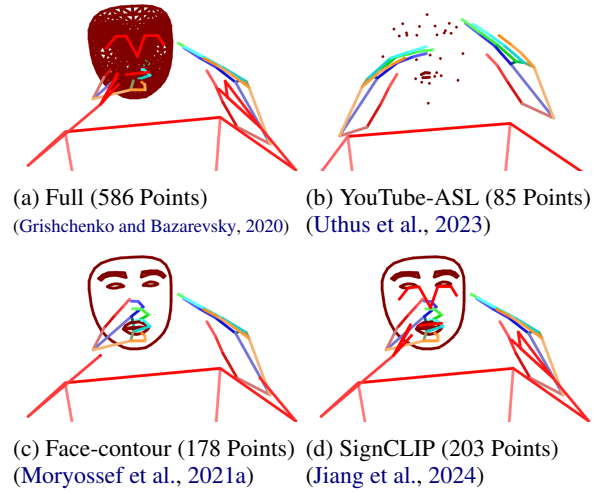 (a) Full (586 Points)
(Grishchenko and Bazarevsky, 2020)
(b) YouTube-ASL (85 Points)
(Uthus et al., 2023)
(c) Face-contour (178 Points)
(Moryossef et al., 2021a)
(d) SignCLIP (203 Points)
(Jiang et al., 2024)